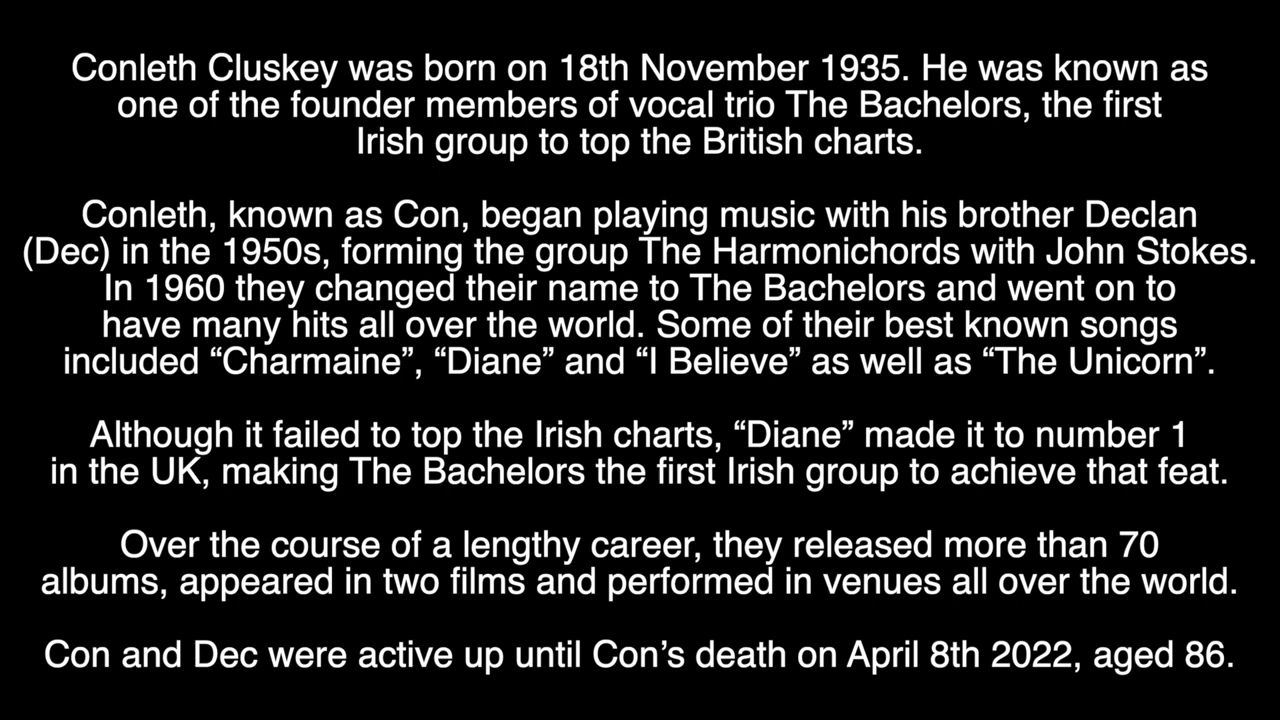 Conleth Cluskey was born on 18th November 1935. He was known as
one of the founder members of vocal trio The Bachelors, the first
Irish group to top the British charts.
Conleth, known as Con, began playing music with his brother Declan
(Dec) in the 1950s, forming the group The Harmonichords with John Stokes.
In 1960 they changed their name to The Bachelors and went on to
have many hits all over the world. Some of their best known songs
included “Charmaine”, “Diane” and “I Believe” as well as “The Unicorn”.
Although it failed to top the Irish charts, “Diane” made it to number 1
in the UK, making The Bachelors the first Irish group to achieve that feat.
Over the course of a lengthy career, they released more than 70
albums, appeared in two films and performed in venues all over the world.
Con and Dec were active up until Con’s death on April 8th 2022, aged 86.